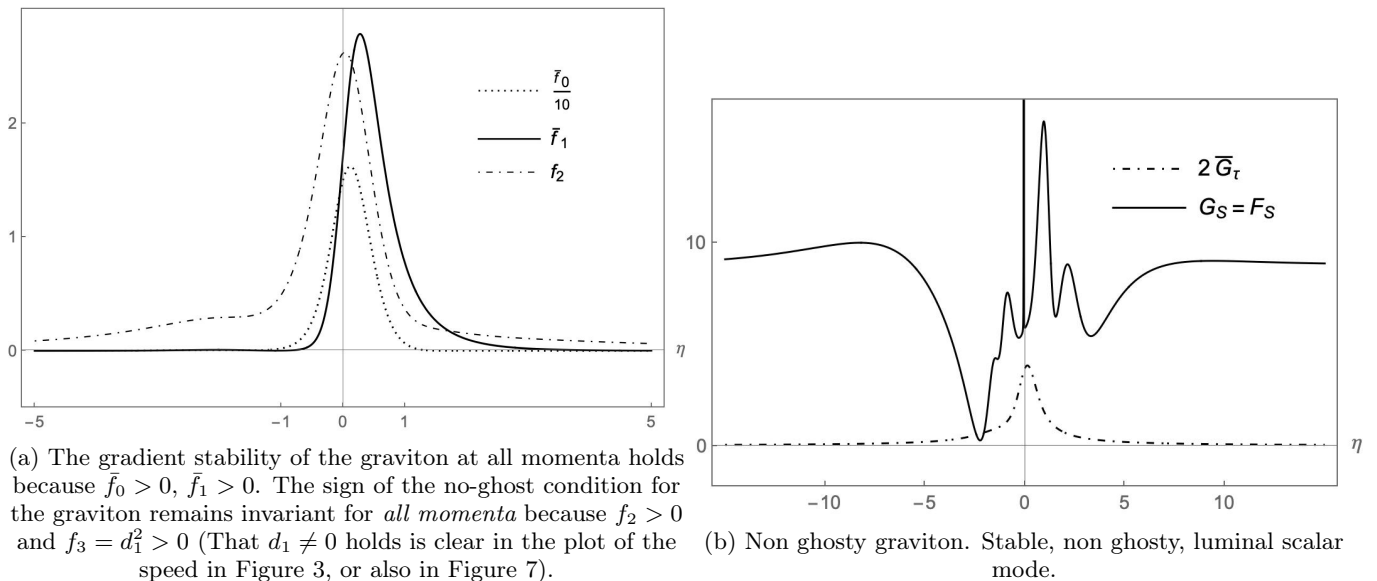 2
1
0
-5
-1
0
1
5
η
f̄₀
10
f̄₁
f₂
(a) The gradient stability of the graviton at all momenta holds
because f̄₀ > 0, f̄₁ > 0. The sign of the no-ghost condition for
the graviton remains invariant for all momenta because f₂ > 0
and f₃ = d₁² > 0 (That d₁ ≠ 0 holds is clear in the plot of the
speed in Figure 3, or also in Figure 7).
10
0
-10
-5
0
5
10
η
2 G̅τ
Gs = Fs
(b) Non ghosty graviton. Stable, non ghosty, luminal scalar
mode.